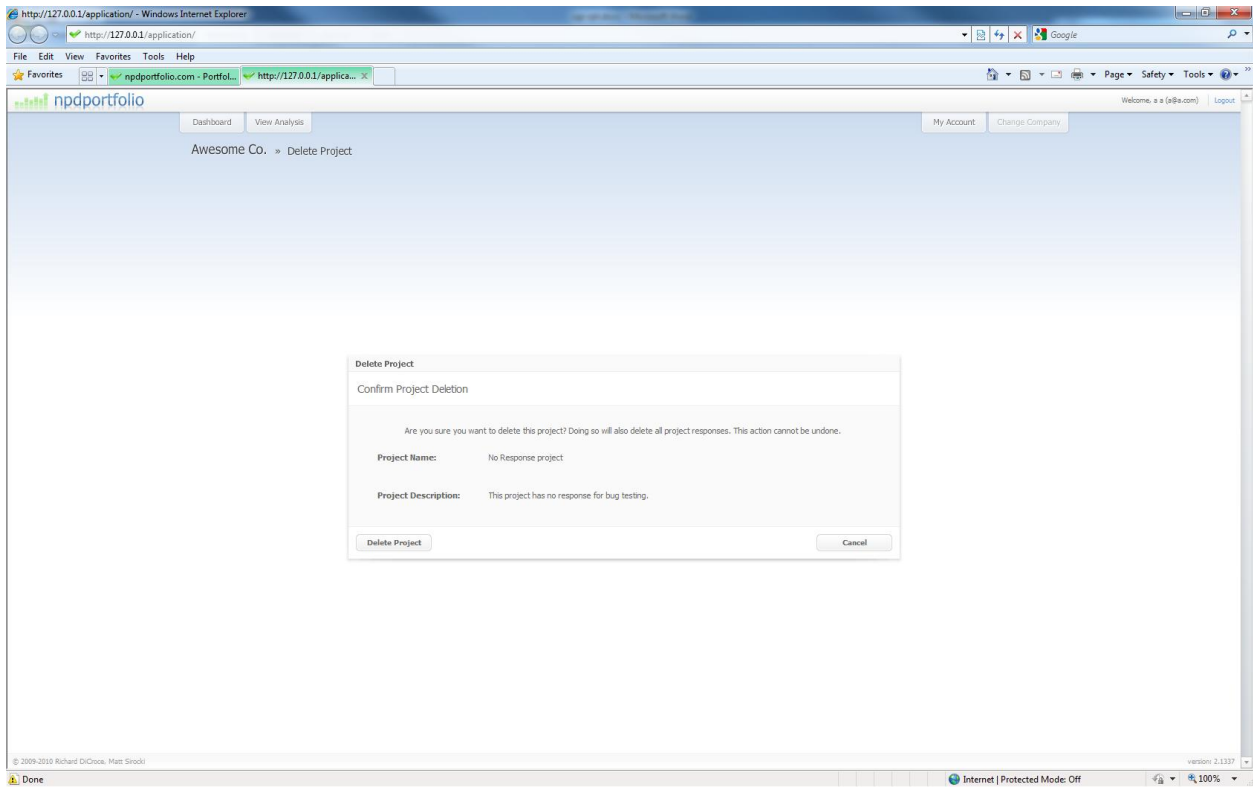 http://127.0.0.1/application/ - Windows Internet Explorer
http://127.0.0.1/application/
Google
File Edit View Favorites Tools Help
Favorites
npdportfolio.com - Portfol...
http://127.0.0.1/applica...
Page Safety Tools
npdportfolio
Welcome, a a (a@a.com) Logout
Dashboard View Analysis My Account Change Company
Awesome Co. » Delete Project
Delete Project
Confirm Project Deletion
Are you sure you want to delete this project? Doing so will also delete all project responses. This action cannot be undone.
Project Name: No Response project
Project Description: This project has no response for bug testing.
Delete Project Cancel
© 2009-2010 Richard DiCroce, Matt Sirocki
version: 2.1337
Done
Internet | Protected Mode: Off
100%